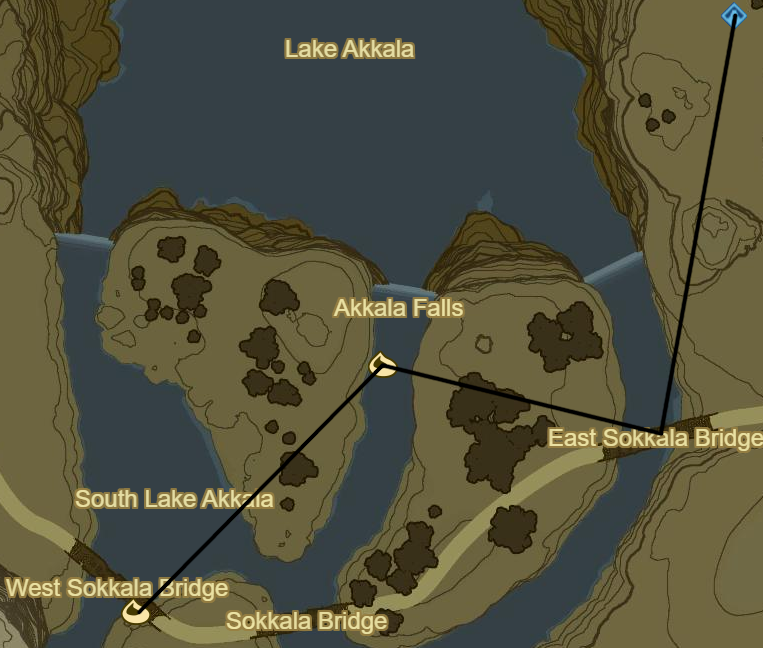 Lake Akkala
Akkala Falls
East Sokkala Bridge
South Lake Akkala
West Sokkala Bridge
Sokkala Bridge